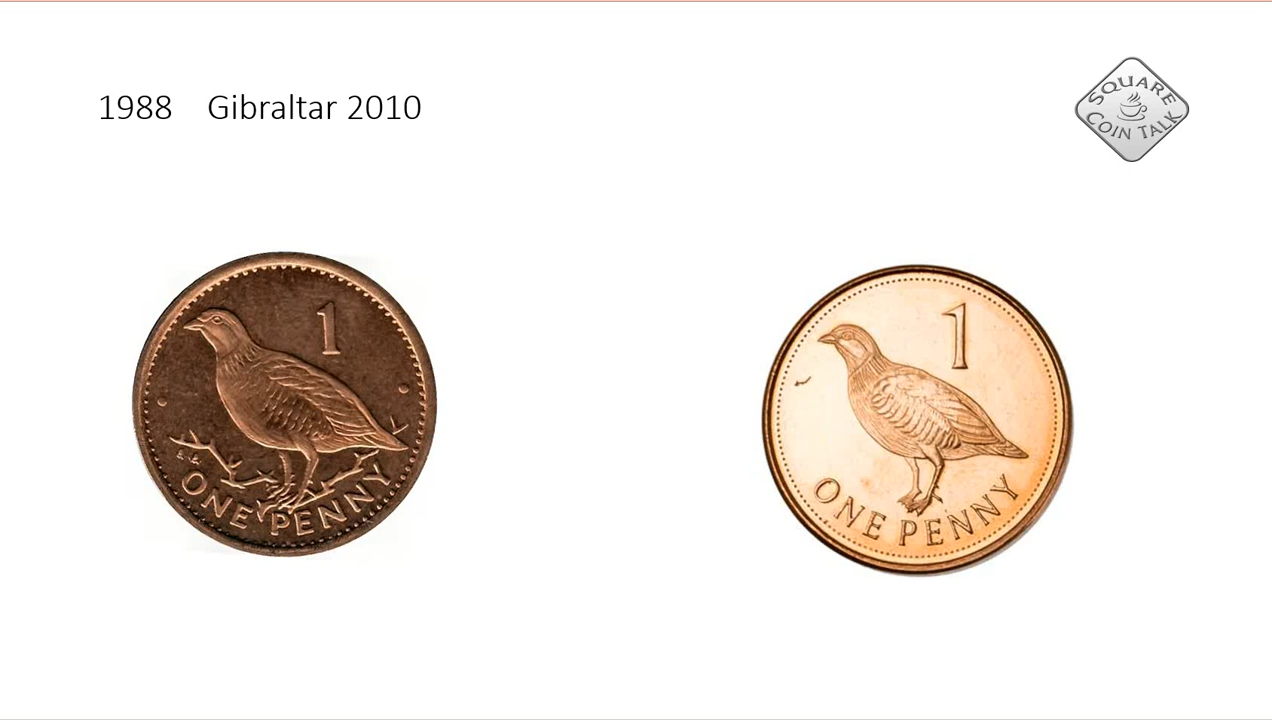 1988 Gibraltar 2010
SQUARE
COIN TALK
1
ONE PENNY
1
ONE PENNY